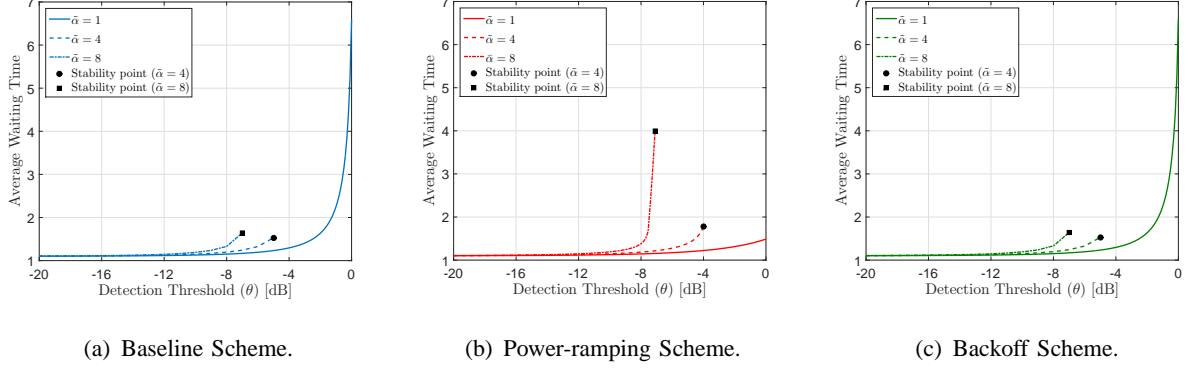 7
6
5
4
3
2
1
Average Waiting Time
-20 -16 -12 -8 -4 0
Detection Threshold (θ) [dB]
α̃ = 1
α̃ = 4
α̃ = 8
Stability point (α̃ = 4)
Stability point (α̃ = 8)
(a) Baseline Scheme.
7
6
5
4
3
2
1
Average Waiting Time
-20 -16 -12 -8 -4 0
Detection Threshold (θ) [dB]
α̃ = 1
α̃ = 4
α̃ = 8
Stability point (α̃ = 4)
Stability point (α̃ = 8)
(b) Power-ramping Scheme.
7
6
5
4
3
2
1
Average Waiting Time
-20 -16 -12 -8 -4 0
Detection Threshold (θ) [dB]
α̃ = 1
α̃ = 4
α̃ = 8
Stability point (α̃ = 4)
Stability point (α̃ = 8)
(c) Backoff Scheme.